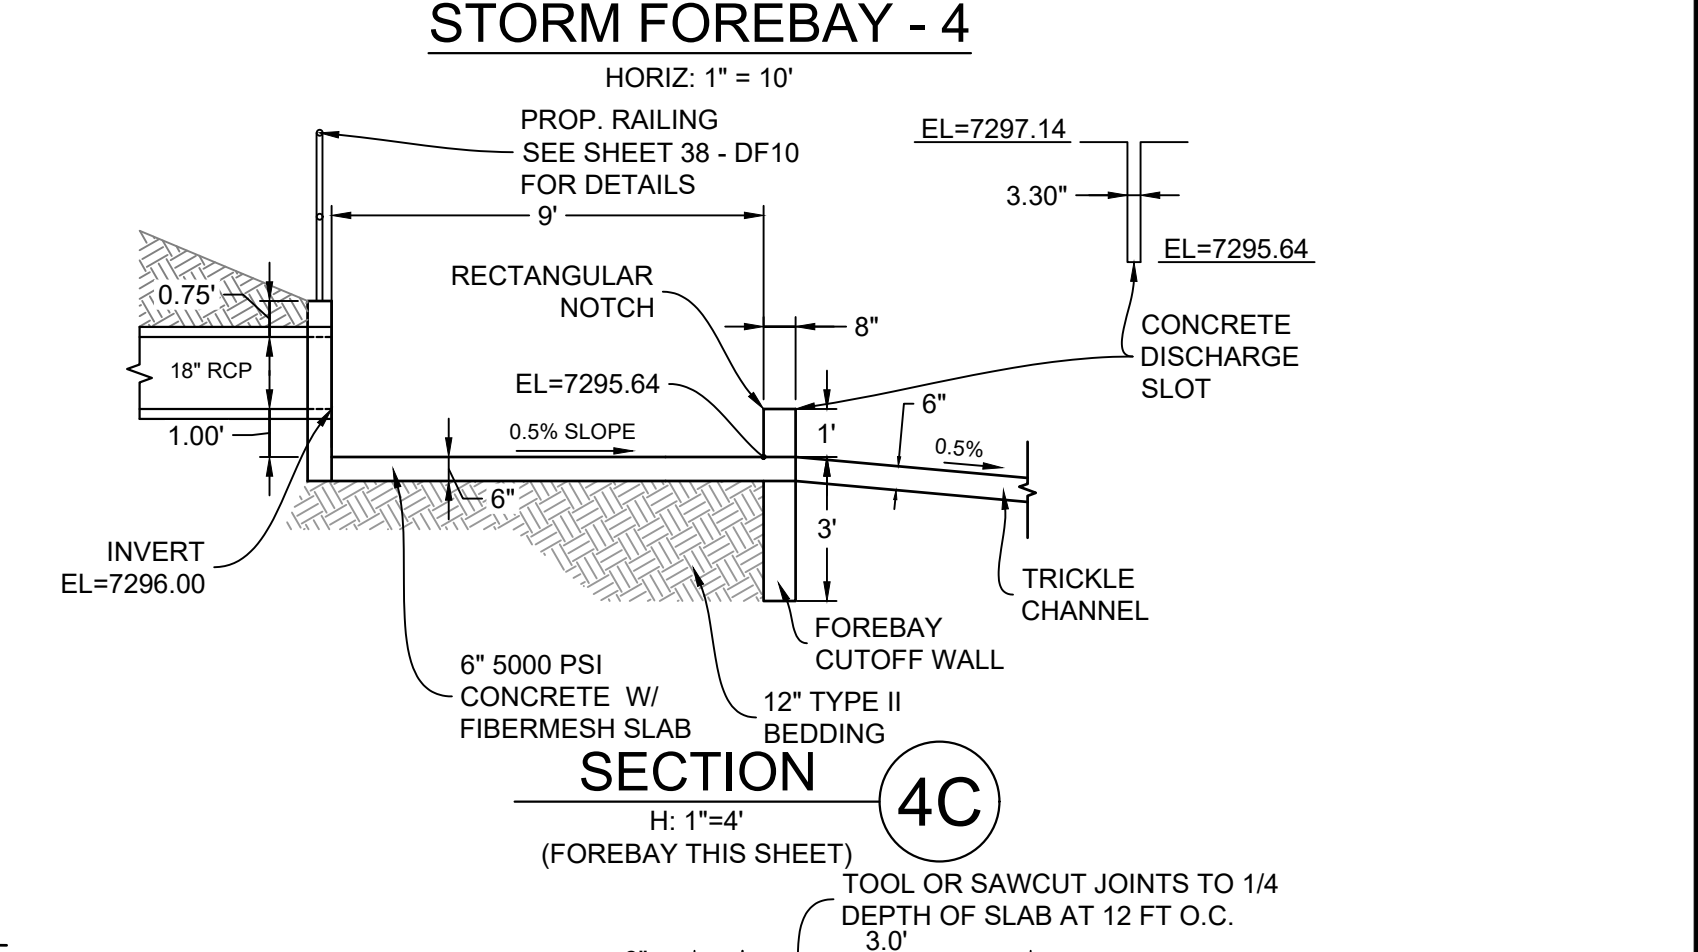 STORM FOREBAY - 4
HORIZ: 1" = 10'
PROP. RAILING
SEE SHEET 38 - DF10
FOR DETAILS
9'
EL=7297.14
3.30"
EL=7295.64
CONCRETE
DISCHARGE
SLOT
RECTANGULAR
NOTCH
8"
0.75'
18" RCP
1.00'
EL=7295.64
0.5% SLOPE
1'
6"
0.5%
6"
3'
INVERT
EL=7296.00
TRICKLE
CHANNEL
FOREBAY
CUTOFF WALL
6" 5000 PSI
CONCRETE W/
FIBERMESH SLAB
12" TYPE II
BEDDING
SECTION
4C
H: 1"=4'
(FOREBAY THIS SHEET)
TOOL OR SAWCUT JOINTS TO 1/4
DEPTH OF SLAB AT 12 FT O.C.
3.0'